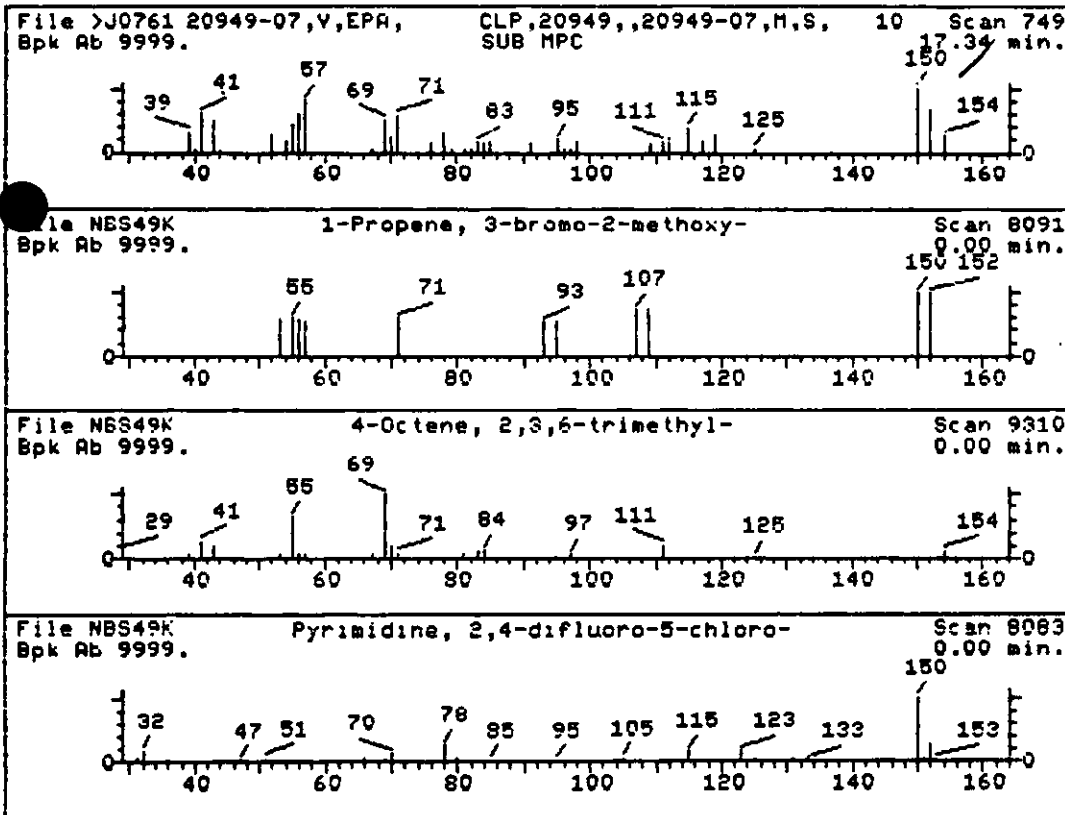 File >J0761 20949-07,V,EPA, CLP,20949,,20949-07,M,S, 10 Scan 749
Bpk Ab 9999. SUB MPC 17.34 min.
39 41 57 69 71 83 95 111 115 125 150 154
0 0
40 60 80 100 120 140 160
File NBS49K 1-Propene, 3-bromo-2-methoxy- Scan 8091
Bpk Ab 9999. 0.00 min.
55 71 93 107 150 152
0 0
40 60 80 100 120 140 160
File NBS49K 4-Octene, 2,3,6-trimethyl- Scan 9310
Bpk Ab 9999. 0.00 min.
29 41 55 69 71 84 97 111 125 154
0 0
40 60 80 100 120 140 160
File NBS49K Pyrimidine, 2,4-difluoro-5-chloro- Scan 8083
Bpk Ab 9999. 0.00 min.
32 47 51 70 78 85 95 105 115 123 133 150 153
0 0
40 60 80 100 120 140 160